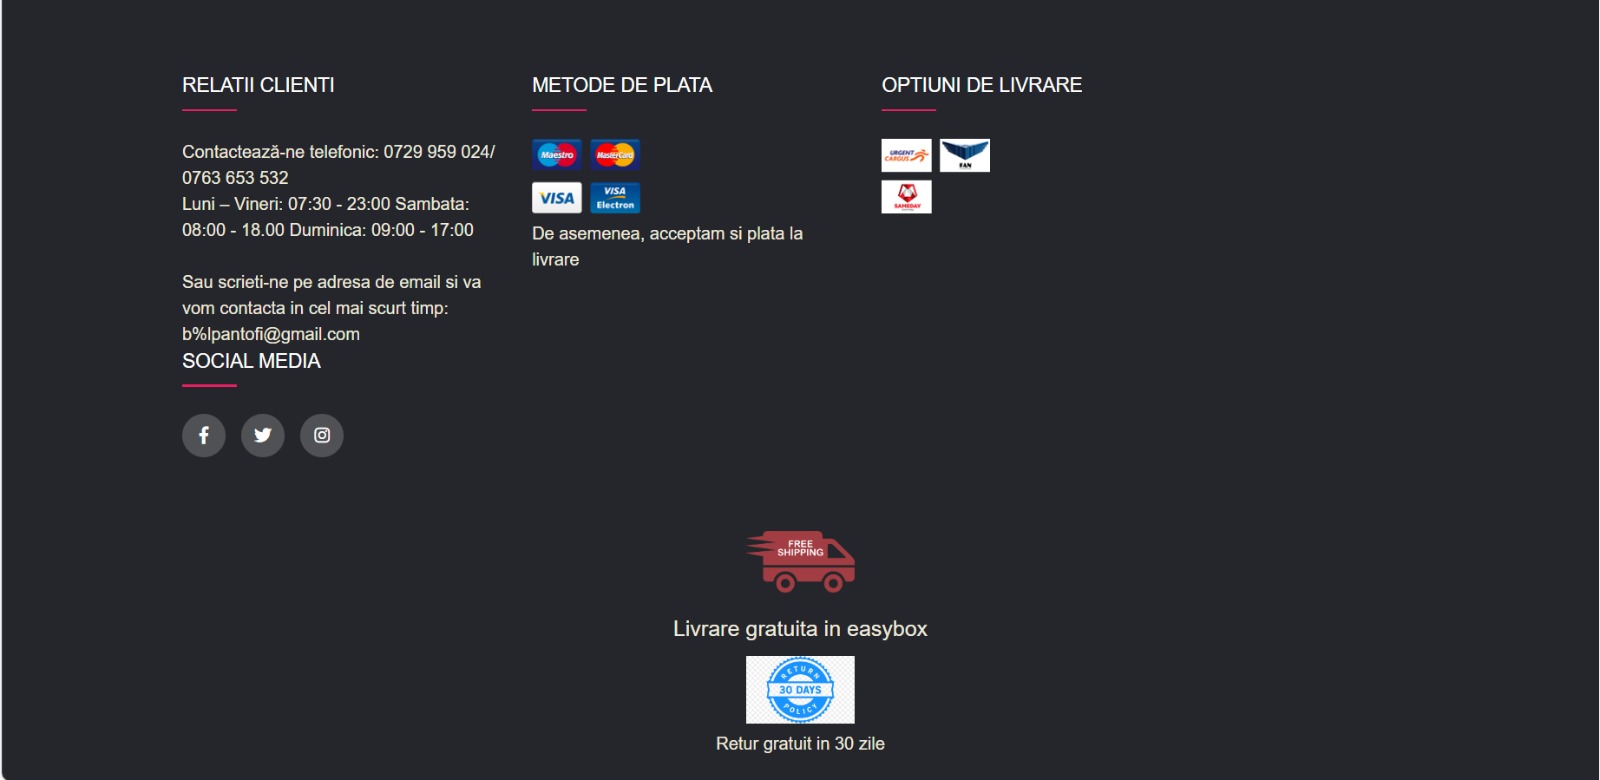 RELATII CLIENTI
Contactează-ne telefonic: 0729 959 024/
0763 653 532
Luni – Vineri: 07:30 - 23:00 Sambata:
08:00 - 18.00 Duminica: 09:00 - 17:00
Sau scrieti-ne pe adresa de email si va
vom contacta in cel mai scurt timp:
b%lpantofi@gmail.com
SOCIAL MEDIA
METODE DE PLATA
Maestro MasterCard
VISA VISA
Electron
De asemenea, acceptam si plata la
livrare
OPTIUNI DE LIVRARE
URGENT
CARGUS
FAN
SAMEDAY
FREE
SHIPPING
Livrare gratuita in easybox
RETURN
30 DAYS
POLICY
Retur gratuit in 30 zile